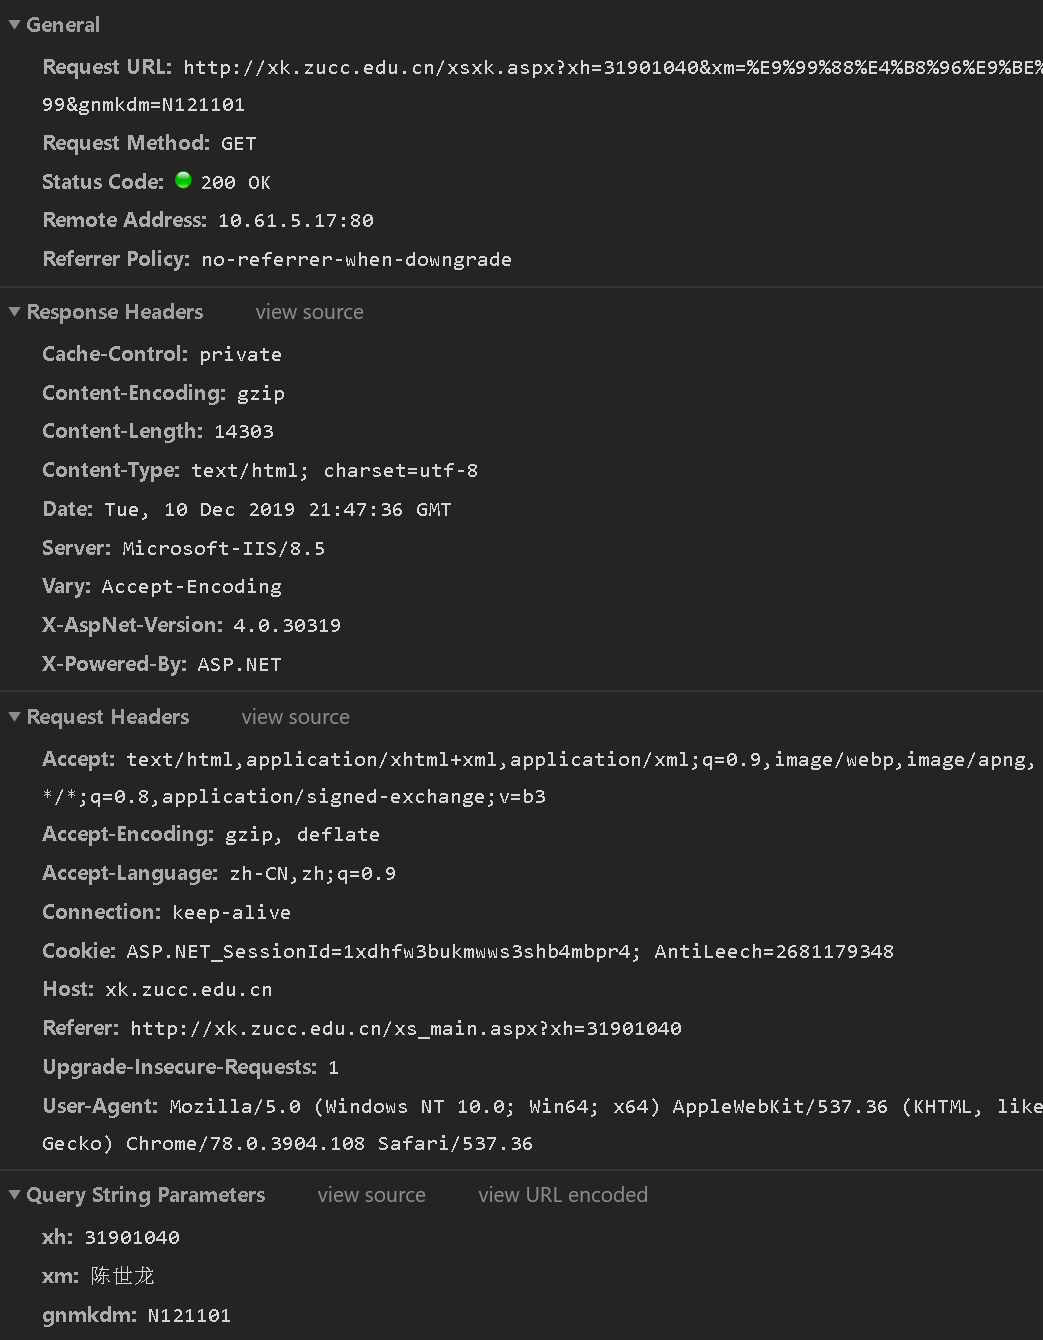 General
Request URL: http://xk.zucc.edu.cn/xsxk.aspx?xh=31901040&xm=%E9%99%88%E4%B8%96%E9%BE%
99&gnmkdm=N121101
Request Method: GET
Status Code: 200 OK
Remote Address: 10.61.5.17:80
Referrer Policy: no-referrer-when-downgrade
Response Headers view source
Cache-Control: private
Content-Encoding: gzip
Content-Length: 14303
Content-Type: text/html; charset=utf-8
Date: Tue, 10 Dec 2019 21:47:36 GMT
Server: Microsoft-IIS/8.5
Vary: Accept-Encoding
X-AspNet-Version: 4.0.30319
X-Powered-By: ASP.NET
Request Headers view source
Accept: text/html,application/xhtml+xml,application/xml;q=0.9,image/webp,image/apng,
*/*;q=0.8,application/signed-exchange;v=b3
Accept-Encoding: gzip, deflate
Accept-Language: zh-CN,zh;q=0.9
Connection: keep-alive
Cookie: ASP.NET_SessionId=1xdhfw3bukmwws3shb4mbpr4; AntiLeech=2681179348
Host: xk.zucc.edu.cn
Referer: http://xk.zucc.edu.cn/xs_main.aspx?xh=31901040
Upgrade-Insecure-Requests: 1
User-Agent: Mozilla/5.0 (Windows NT 10.0; Win64; x64) AppleWebKit/537.36 (KHTML, like
Gecko) Chrome/78.0.3904.108 Safari/537.36
Query String Parameters view source view URL encoded
xh: 31901040
xm: 陈世龙
gnmkdm: N121101